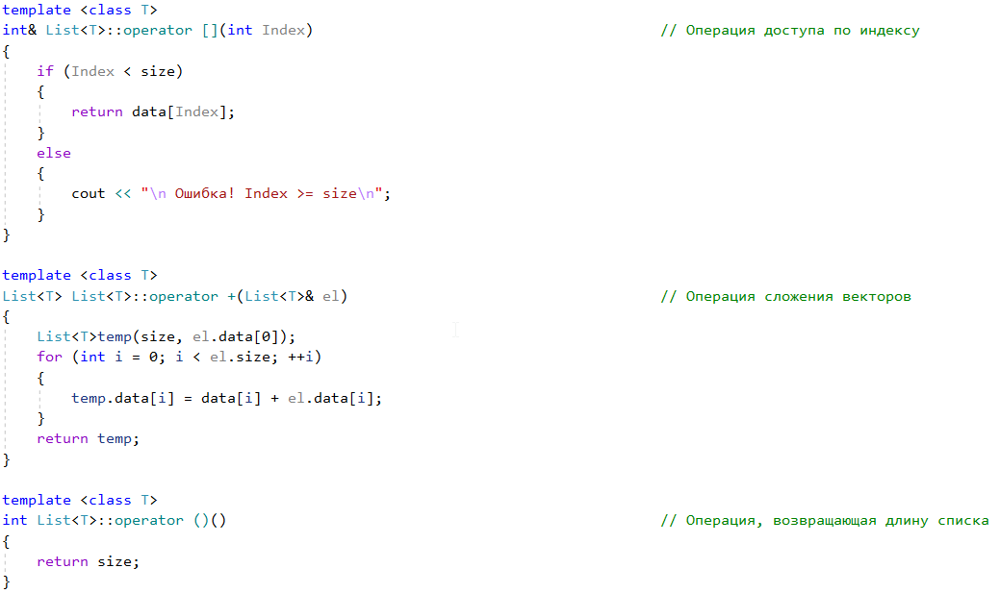 template <class T>
int& List<T>::operator [](int Index) // Операция доступа по индексу
{
    if (Index < size)
    {
        return data[Index];
    }
    else
    {
        cout << "\n Ошибка! Index >= size\n";
    }
}

template <class T>
List<T> List<T>::operator +(List<T>& el) // Операция сложения векторов
{
    List<T>temp(size, el.data[0]);
    for (int i = 0; i < el.size; ++i)
    {
        temp.data[i] = data[i] + el.data[i];
    }
    return temp;
}

template <class T>
int List<T>::operator ()() // Операция, возвращающая длину списка
{
    return size;
}